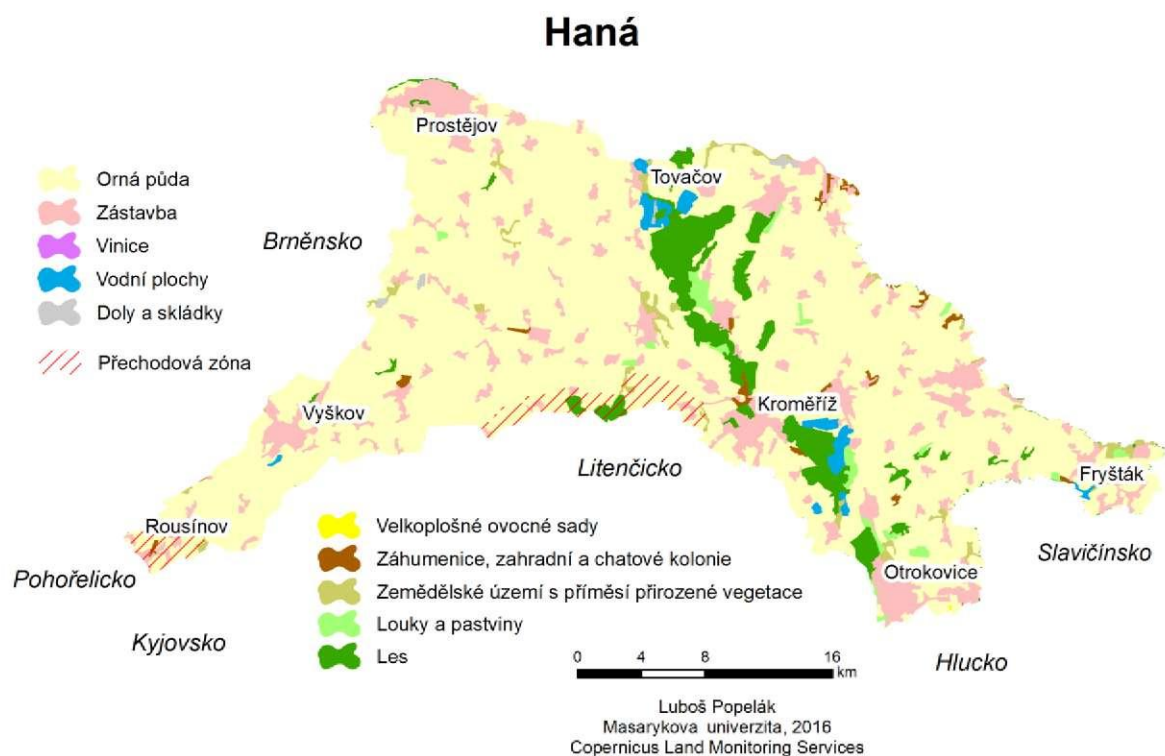 Haná
Prostějov
Orná půda
Zástavba
Vinice
Vodní plochy
Doly a skládky
Přechodová zóna
Tovačov
Brněnsko
Vyškov
Kroměříž
Litenčicko
Fryšták
Rousínov
Pohořelicko
Kyjovsko
Slavičínsko
Otrokovice
Hlucko
Velkoplošné ovocné sady
Záhumenice, zahradní a chatové kolonie
Zemědělské území s příměsí přirozené vegetace
Louky a pastviny
Les
0 4 8 16
km
Luboš Popelák
Masarykova univerzita, 2016
Copernicus Land Monitoring Services